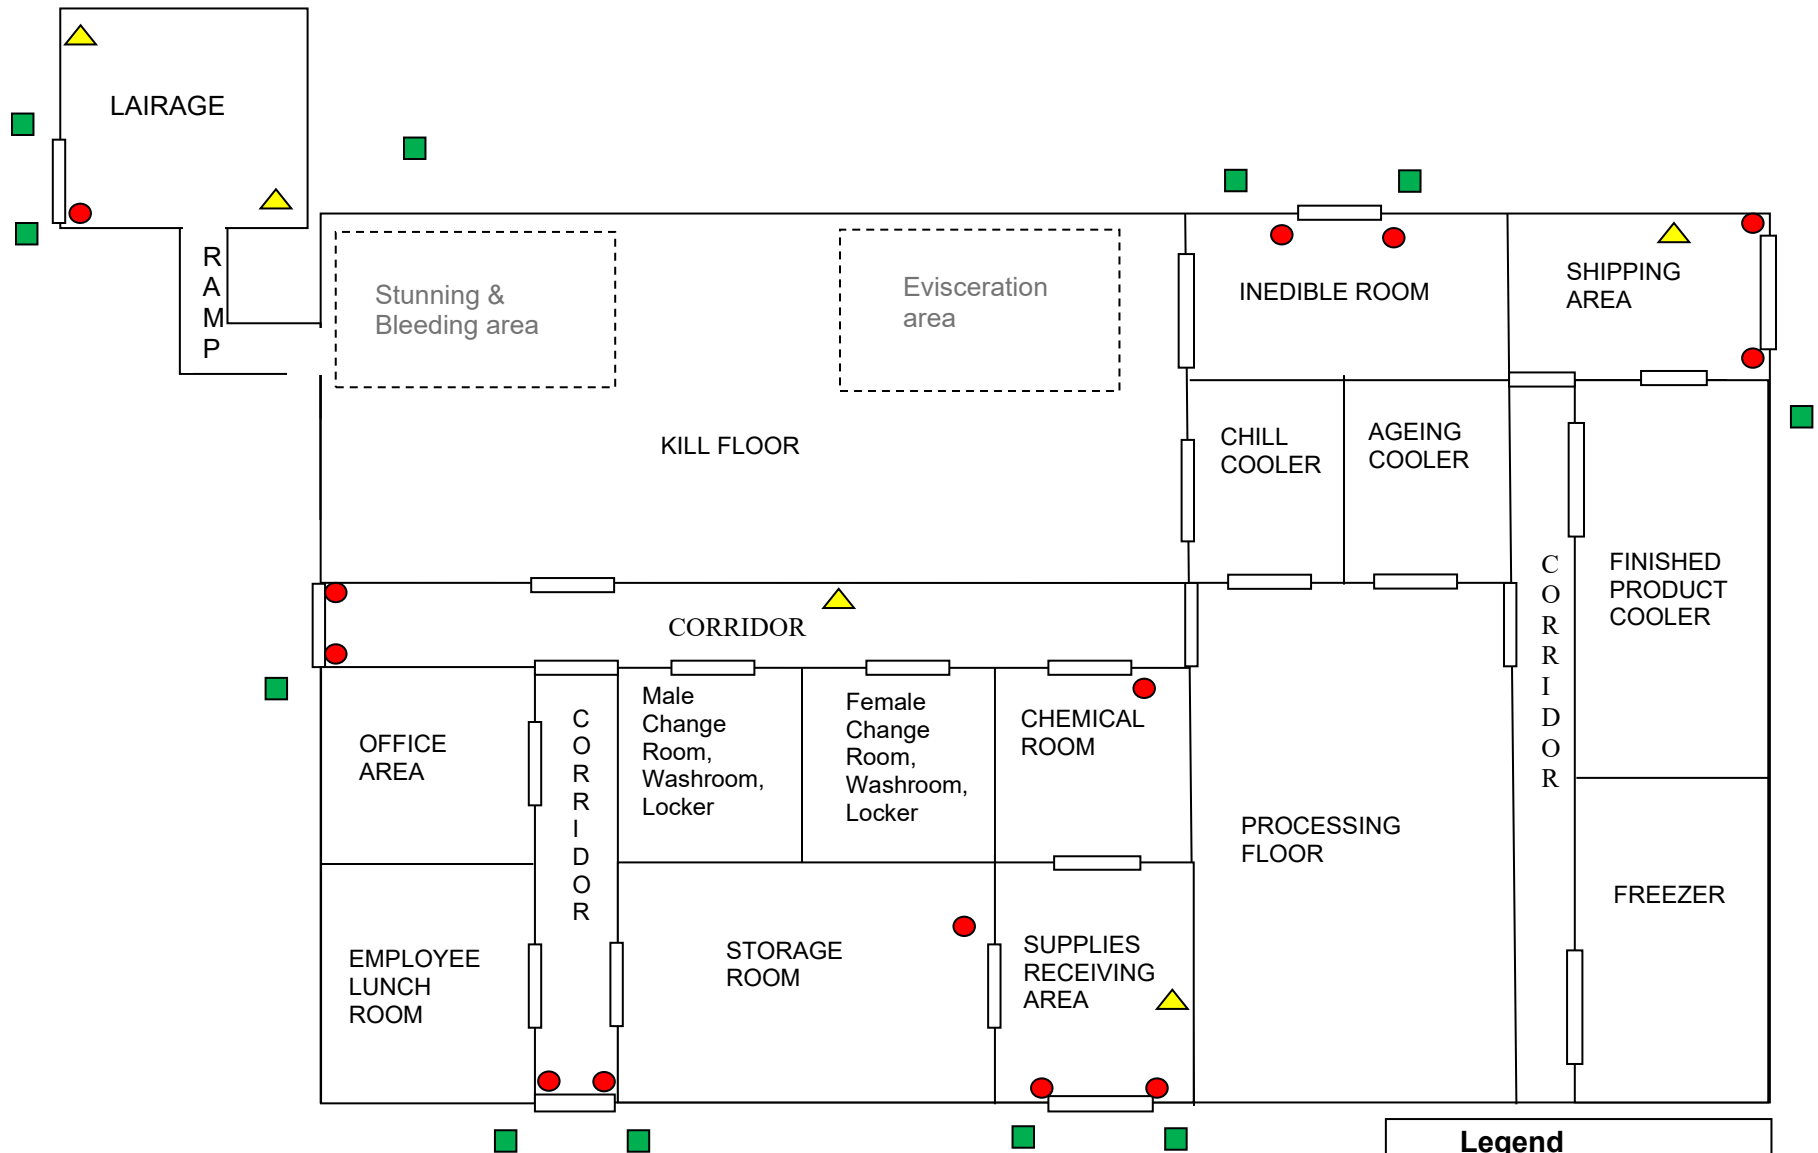 LAIRAGE
R
A
M
P
Stunning &
Bleeding area
Evisceration
area
INEDIBLE ROOM
SHIPPING
AREA
KILL FLOOR
CHILL
COOLER
AGEING
COOLER
C
O
R
R
I
D
O
R
FINISHED
PRODUCT
COOLER
CORRIDOR
OFFICE
AREA
C
O
R
R
I
D
O
R
Male
Change
Room,
Washroom,
Locker
Female
Change
Room,
Washroom,
Locker
CHEMICAL
ROOM
PROCESSING
FLOOR
FREEZER
EMPLOYEE
LUNCH
ROOM
STORAGE
ROOM
SUPPLIES
RECEIVING
AREA
Legend